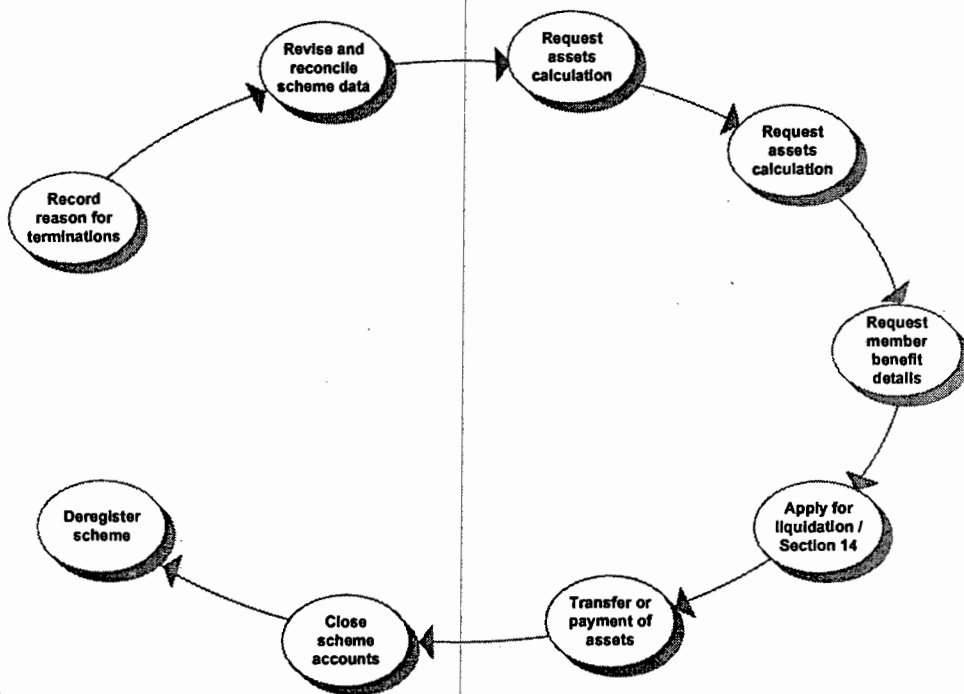 Record
reason for
terminations
Revise and
reconcile
scheme data
Request
assets
calculation
Request
assets
calculation
Request
member
benefit
details
Apply for
liquidation /
Section 14
Transfer or
payment of
assets
Close
scheme
accounts
Deregister
scheme